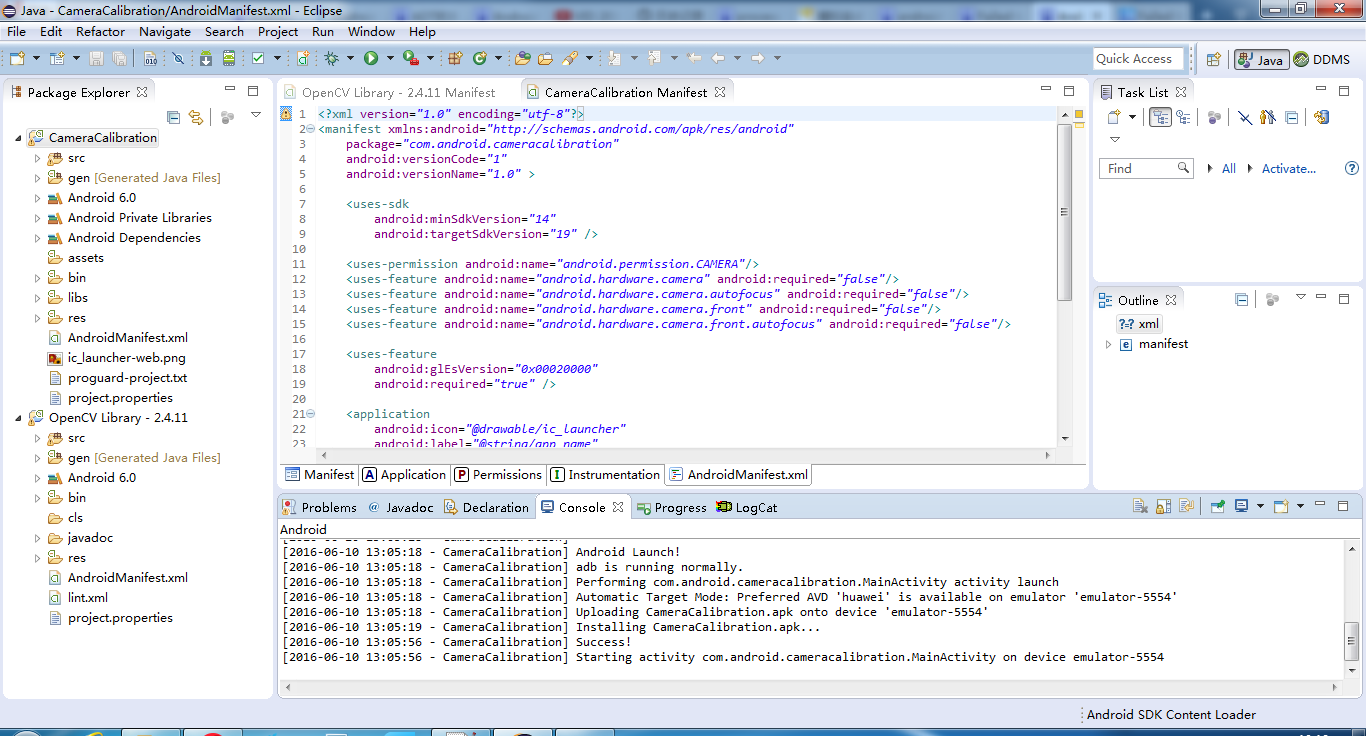 Java - CameraCalibration/AndroidManifest.xml - Eclipse
File Edit Refactor Navigate Search Project Run Window Help
Quick Access
Java
DDMS
Package Explorer
CameraCalibration
src
gen [Generated Java Files]
Android 6.0
Android Private Libraries
Android Dependencies
assets
bin
libs
res
AndroidManifest.xml
ic_launcher-web.png
proguard-project.txt
project.properties
OpenCV Library - 2.4.11
src
gen [Generated Java Files]
Android 6.0
bin
cls
javadoc
res
AndroidManifest.xml
lint.xml
project.properties
OpenCV Library - 2.4.11 Manifest
CameraCalibration Manifest
1 <?xml version="1.0" encoding="utf-8"?>
2 <manifest xmlns:android="http://schemas.android.com/apk/res/android"
3 package="com.android.cameracalibration"
4 android:versionCode="1"
5 android:versionName="1.0" >
6
7 <uses-sdk
8 android:minSdkVersion="14"
9 android:targetSdkVersion="19" />
10
11 <uses-permission android:name="android.permission.CAMERA"/>
12 <uses-feature android:name="android.hardware.camera" android:required="false"/>
13 <uses-feature android:name="android.hardware.camera.autofocus" android:required="false"/>
14 <uses-feature android:name="android.hardware.camera.front" android:required="false"/>
15 <uses-feature android:name="android.hardware.camera.front.autofocus" android:required="false"/>
16
17 <uses-feature
18 android:glEsVersion="0x00020000"
19 android:required="true" />
20
21 <application
22 android:icon="@drawable/ic_launcher"
23 android:label="@string/app_name"
Manifest
A Application
P Permissions
I Instrumentation
AndroidManifest.xml
Task List
Find
All
Activate...
Outline
?=? xml
e manifest
Problems
@ Javadoc
Declaration
Console
Progress
LogCat
Android
[2016-06-10 13:05:18 - CameraCalibration] Android Launch!
[2016-06-10 13:05:18 - CameraCalibration] adb is running normally.
[2016-06-10 13:05:18 - CameraCalibration] Performing com.android.cameracalibration.MainActivity activity launch
[2016-06-10 13:05:18 - CameraCalibration] Automatic Target Mode: Preferred AVD 'huawei' is available on emulator 'emulator-5554'
[2016-06-10 13:05:18 - CameraCalibration] Uploading CameraCalibration.apk onto device 'emulator-5554'
[2016-06-10 13:05:19 - CameraCalibration] Installing CameraCalibration.apk...
[2016-06-10 13:05:56 - CameraCalibration] Success!
[2016-06-10 13:05:56 - CameraCalibration] Starting activity com.android.cameracalibration.MainActivity on device emulator-5554
Android SDK Content Loader